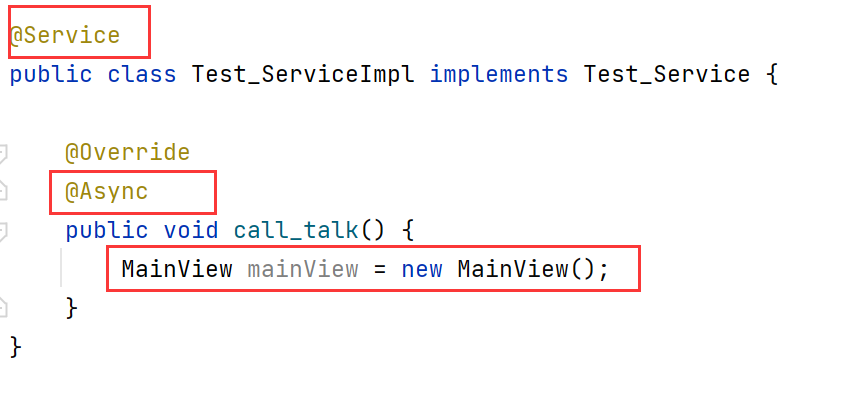 @Service
public class Test_ServiceImpl implements Test_Service {
@Override
@Async
public void call_talk() {
MainView mainView = new MainView();
}
}